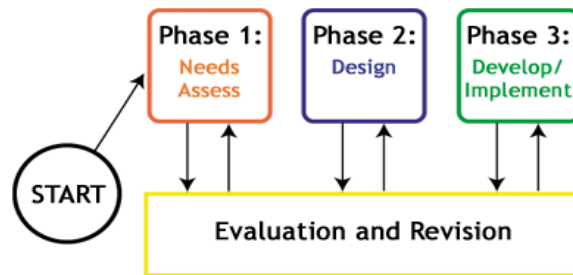 Phase 1:
Needs
Assess
Phase 2:
Design
Phase 3:
Develop/
Implement
START
Evaluation and Revision